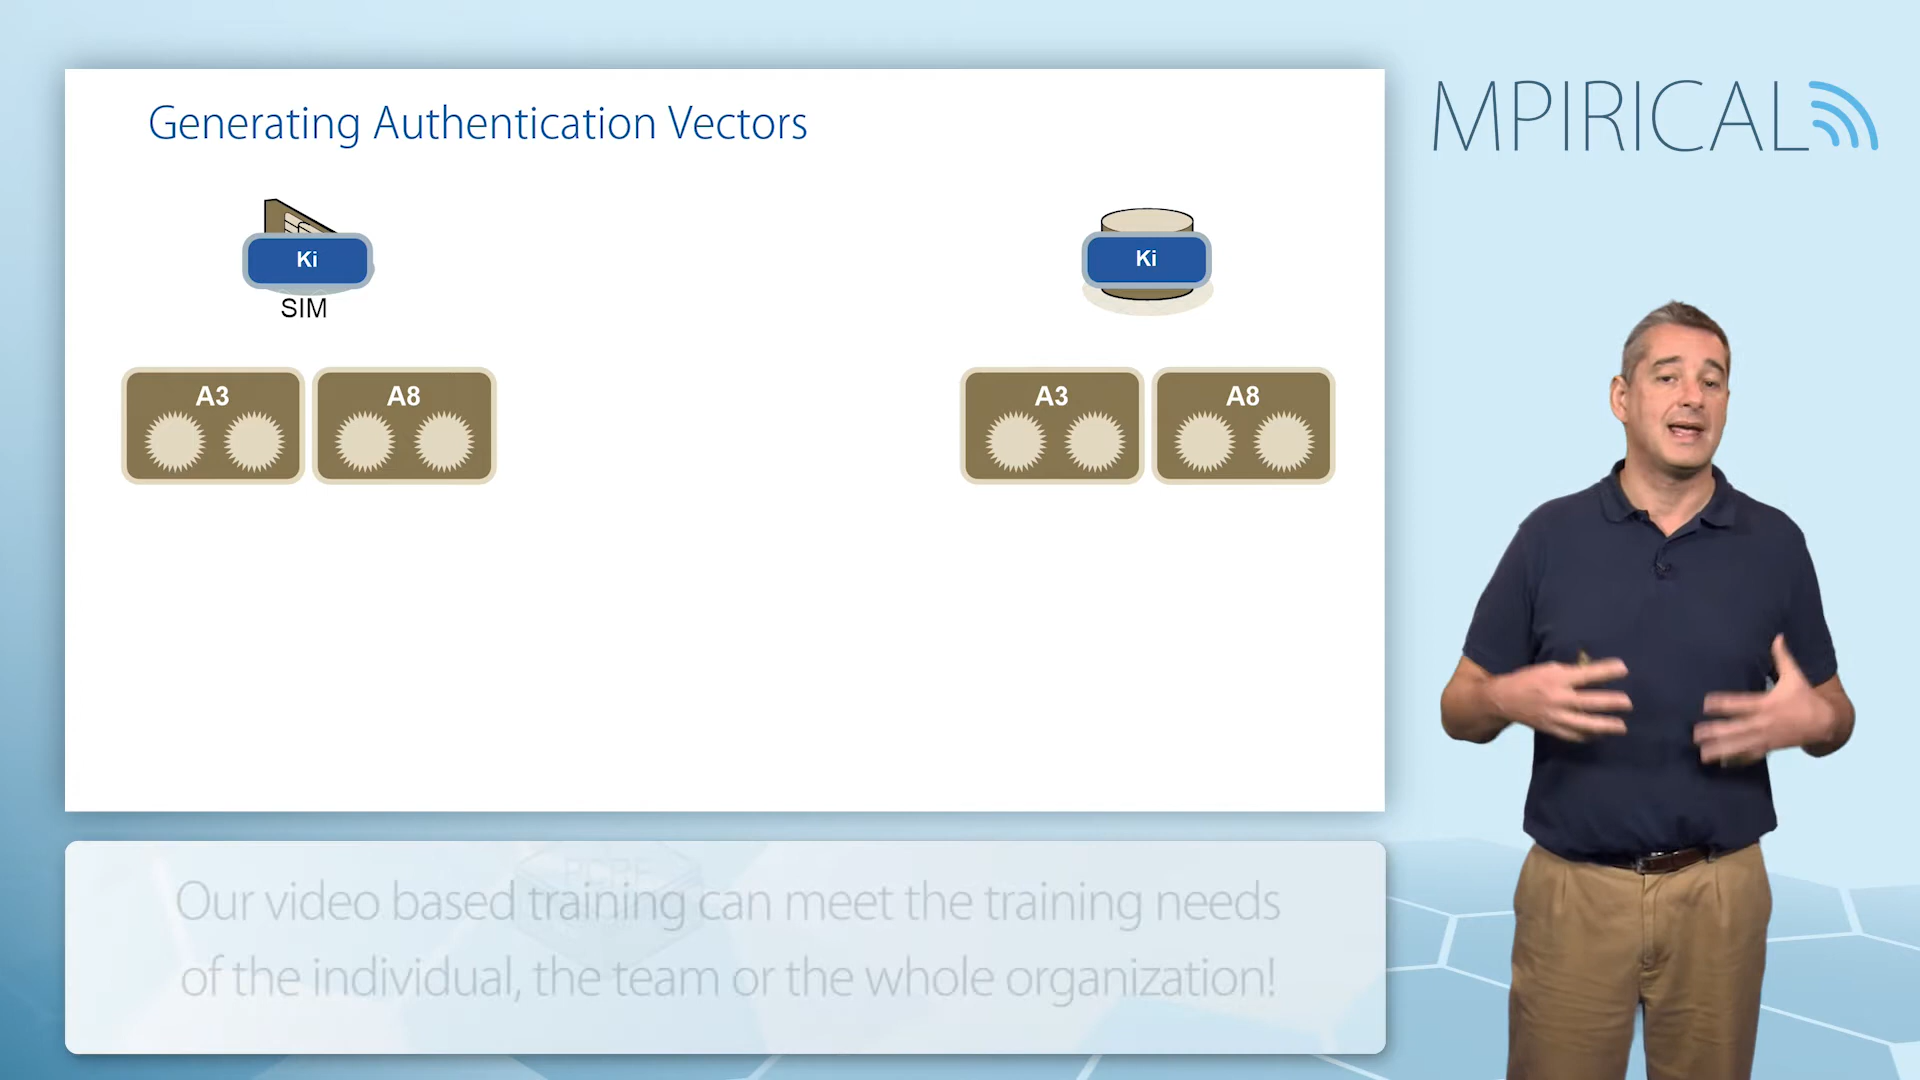 Generating Authentication Vectors
MPIRICAL
Ki
SIM
Ki
A3
A8
A3
A8
Our video based training can meet the training needs
of the individual, the team or the whole organization!